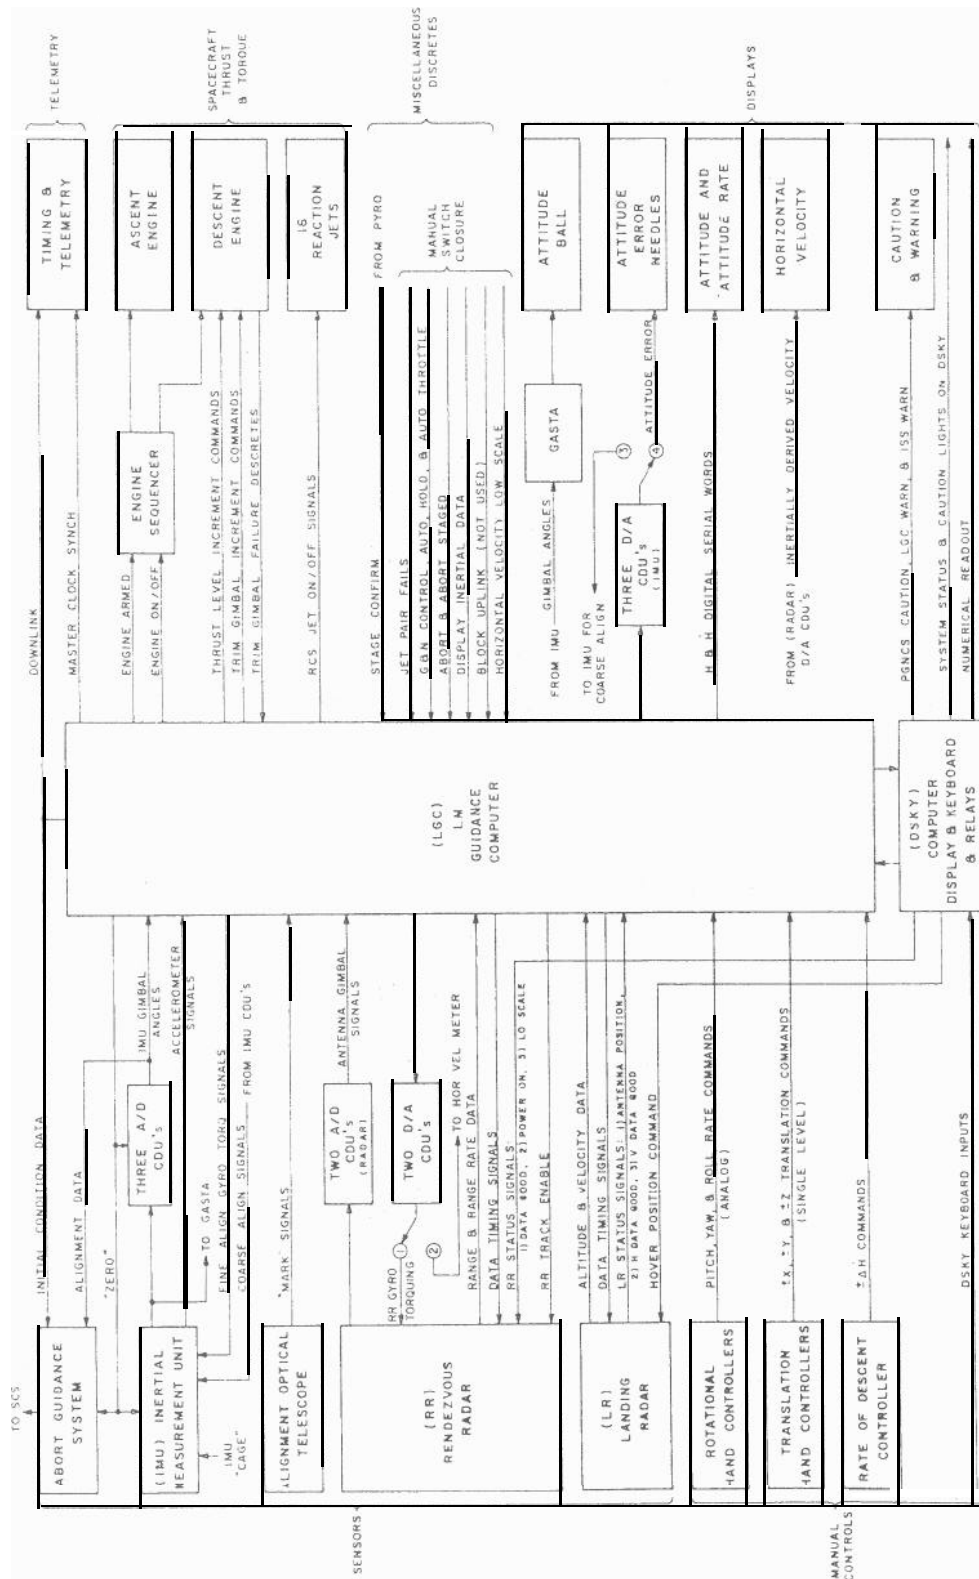 TO SCS
ABORT GUIDANCE
SYSTEM
(IMU) INERTIAL
MEASUREMENT UNIT
IMU
"CAGE"
ALIGNMENT OPTICAL
TELESCOPE
(RR)
RENDEZVOUS
RADAR
(LR)
LANDING
RADAR
ROTATIONAL
HAND CONTROLLERS
TRANSLATION
HAND CONTROLLERS
RATE OF DESCENT
CONTROLLER
SENSORS
MANUAL
CONTROLS
INITIAL CONDITION DATA
ALIGNMENT DATA
"ZERO"
THREE A/D
CDU's
IMU GIMBAL
ANGLES
ACCELEROMETER
SIGNALS
TO GASTA
FINE ALIGN GYRO TORQ SIGNALS
COARSE ALIGN SIGNALS FROM IMU CDU's
"MARK" SIGNALS
TWO A/D
CDU's
(RADAR)
ANTENNA GIMBAL
SIGNALS
TWO D/A
CDU's
1
RR GYRO
TORQUING
2
TO HOR VEL METER
RANGE & RANGE RATE DATA
DATA TIMING SIGNALS
RR STATUS SIGNALS:
1) DATA GOOD, 2) POWER ON, 3) LO SCALE
RR TRACK ENABLE
ALTITUDE & VELOCITY DATA
DATA TIMING SIGNALS
LR STATUS SIGNALS: 1) ANTENNA POSITION,
2) H DATA GOOD, 3) V DATA GOOD
HOVER POSITION COMMAND
PITCH, YAW, & ROLL RATE COMMANDS
(ANALOG)
±X, ±Y, & ±Z TRANSLATION COMMANDS
(SINGLE LEVEL)
±ΔH COMMANDS
DSKY KEYBOARD INPUTS
(LGC)
LM
GUIDANCE
COMPUTER
(DSKY)
COMPUTER
DISPLAY & KEYBOARD
& RELAYS
DOWNLINK
MASTER CLOCK SYNCH
ENGINE ARMED
ENGINE ON/OFF
ENGINE
SEQUENCER
THRUST LEVEL INCREMENT COMMANDS
TRIM GIMBAL INCREMENT COMMANDS
TRIM GIMBAL FAILURE DESCRETES
RCS JET ON/OFF SIGNALS
STAGE CONFIRM
FROM PYRO
JET PAIR FAILS
G&N CONTROL, AUTO, HOLD, & AUTO THROTTLE
ABORT & ABORT STAGED
DISPLAY INERTIAL DATA
BLOCK UPLINK (NOT USED)
HORIZONTAL VELOCITY LOW SCALE
MANUAL
SWITCH
CLOSURE
FROM IMU GIMBAL ANGLES
GASTA
TO IMU FOR
COARSE ALIGN
3
THREE D/A
CDU's
(IMU)
4
ATTITUDE ERROR
H & Ḣ DIGITAL SERIAL WORDS
FROM (RADAR) INERTIALLY DERIVED VELOCITY
D/A CDU's
PGNCS CAUTION, LGC WARN, & ISS WARN
SYSTEM STATUS & CAUTION LIGHTS ON DSKY
NUMERICAL READOUT
TIMING &
TELEMETRY
ASCENT
ENGINE
DESCENT
ENGINE
16
REACTION
JETS
ATTITUDE
BALL
ATTITUDE
ERROR
NEEDLES
ATTITUDE AND
ATTITUDE RATE
HORIZONTAL
VELOCITY
CAUTION
& WARNING
TELEMETRY
SPACECRAFT
THRUST
& TORQUE
MISCELLANEOUS
DISCRETES
DISPLAYS